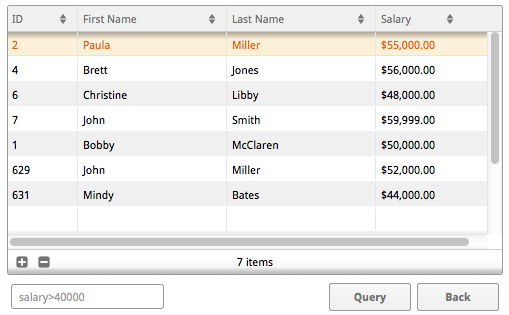 ID First Name Last Name Salary
2 Paula Miller $55,000.00
4 Brett Jones $56,000.00
6 Christine Libby $48,000.00
7 John Smith $59,999.00
1 Bobby McClaren $50,000.00
629 John Miller $52,000.00
631 Mindy Bates $44,000.00
7 items
salary>40000 Query Back